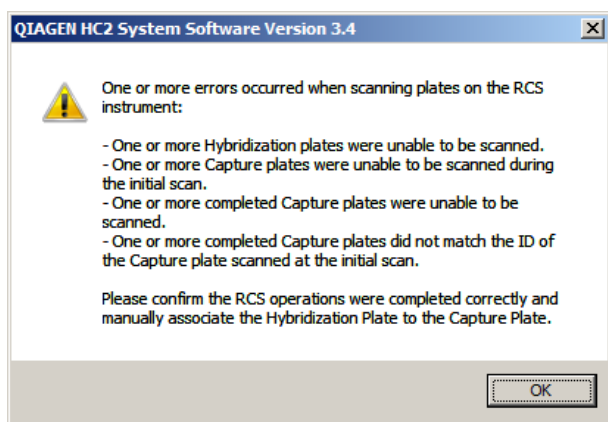 QIAGEN HC2 System Software Version 3.4
One or more errors occurred when scanning plates on the RCS
instrument:
- One or more Hybridization plates were unable to be scanned.
- One or more Capture plates were unable to be scanned during
the initial scan.
- One or more completed Capture plates were unable to be
scanned.
- One or more completed Capture plates did not match the ID of
the Capture plate scanned at the initial scan.
Please confirm the RCS operations were completed correctly and
manually associate the Hybridization Plate to the Capture Plate.
OK